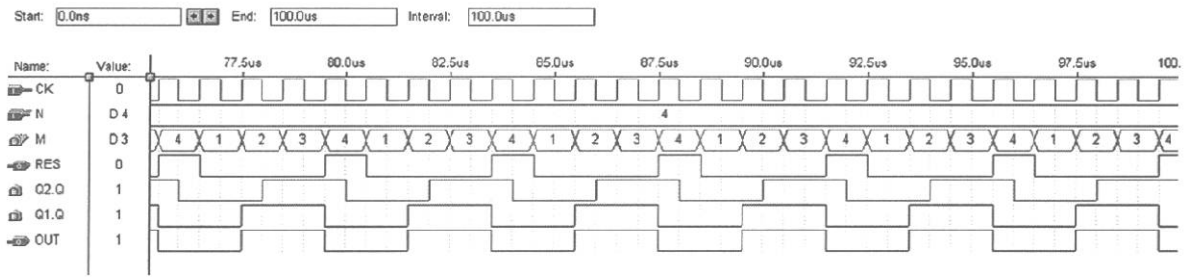 Start: 0.0ns End: 100.0us Interval: 100.0us
Name: Value: 77.5us 80.0us 82.5us 85.0us 87.5us 90.0us 92.5us 95.0us 97.5us 100.
CK 0
N D 4 4
M D 3 4 1 2 3 4 1 2 3 4 1 2 3 4 1 2 3 4 1 2 3 4 1 2 3 4
RES 0
Q2.Q 1
Q1.Q 1
OUT 1